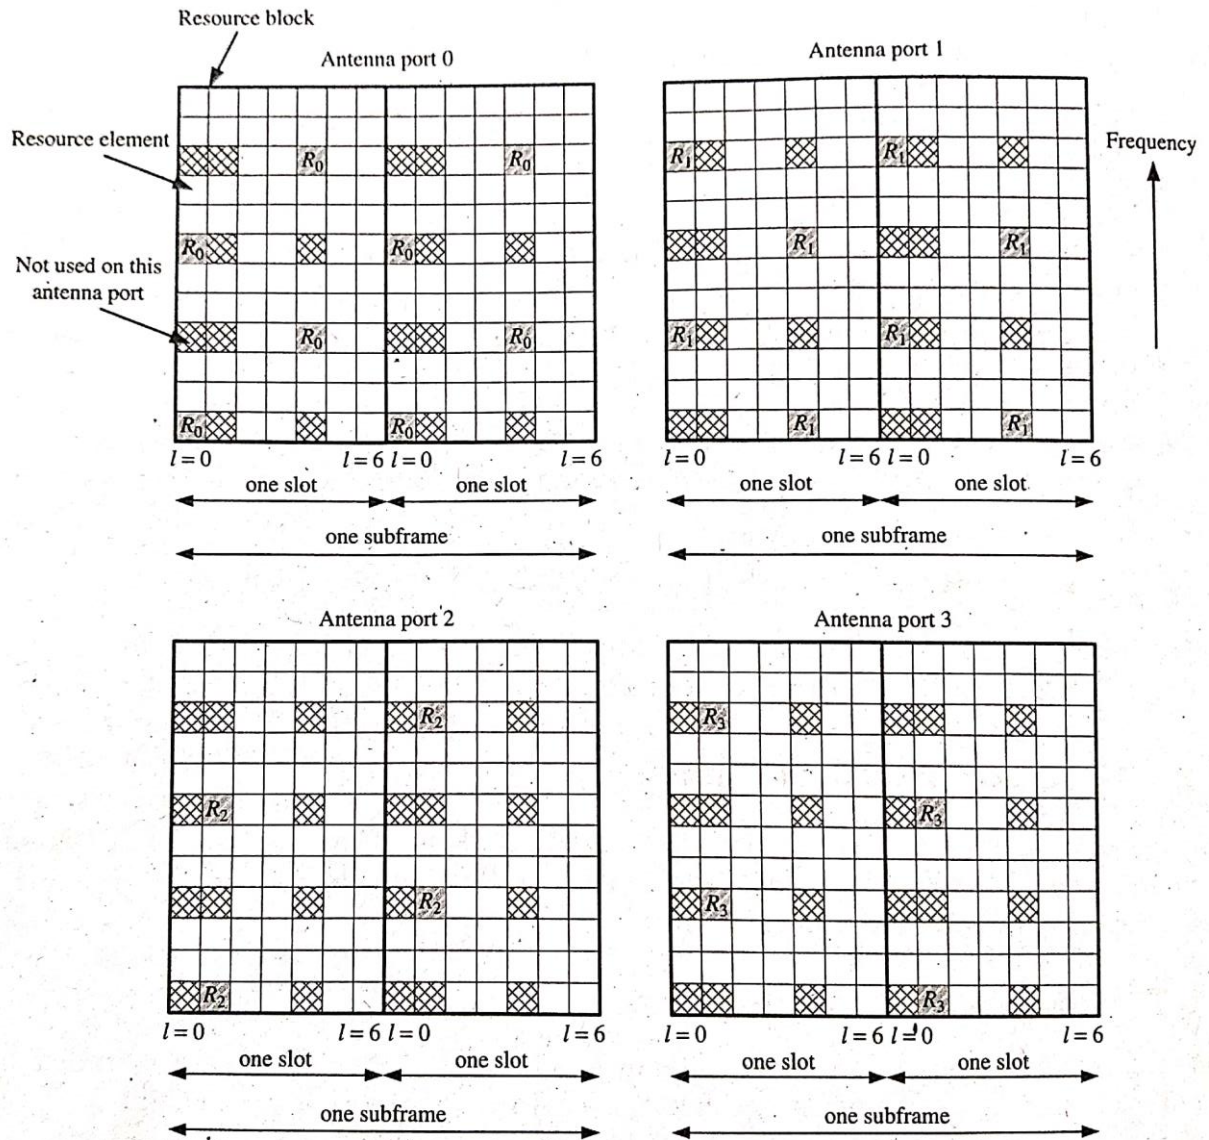 Resource block
Antenna port 0
Antenna port 1
Resource element
Not used on this
antenna port
Frequency
R0 R0
R0 R0
R0 R0
R0 R0
R1 R1
R1 R1
R1 R1
R1 R1
l = 0 l = 6 l = 0 l = 6
one slot one slot
one subframe
l = 0 l = 6 l = 0 l = 6
one slot one slot
one subframe
Antenna port 2
Antenna port 3
R2
R2
R2
R2
R3
R3
R3
R3
l = 0 l = 6 l = 0 l = 6
one slot one slot
one subframe
l = 0 l = 6 l = 0 l = 6
one slot one slot
one subframe